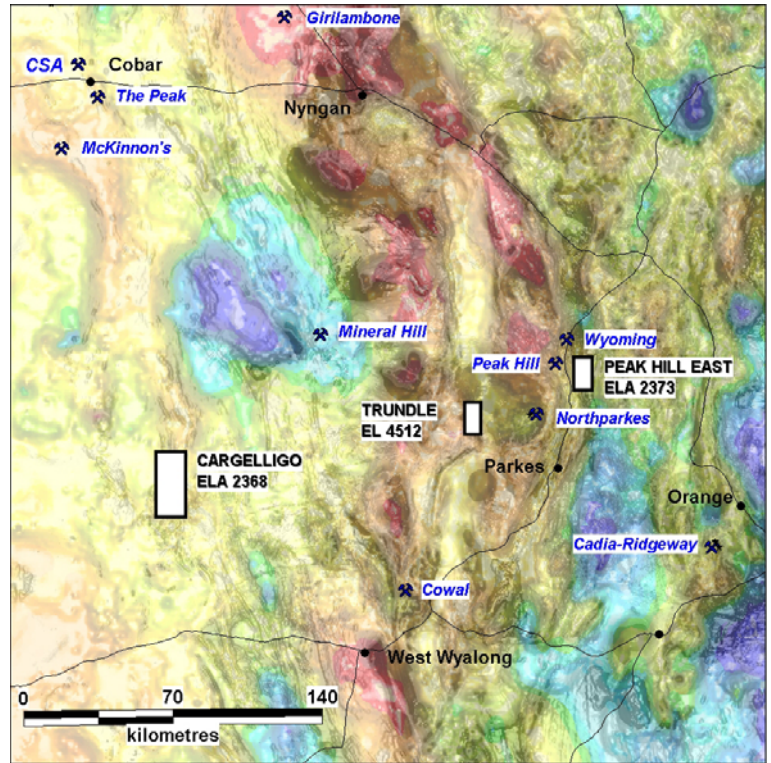 Girilambone
CSA
Cobar
The Peak
Nyngan
McKinnon's
Mineral Hill
Wyoming
Peak Hill
PEAK HILL EAST
ELA 2373
TRUNDLE
EL 4512
Northparkes
CARGELLIGO
ELA 2368
Parkes
Orange
Cadia-Ridgeway
Cowal
West Wyalong
0 70 140
kilometres